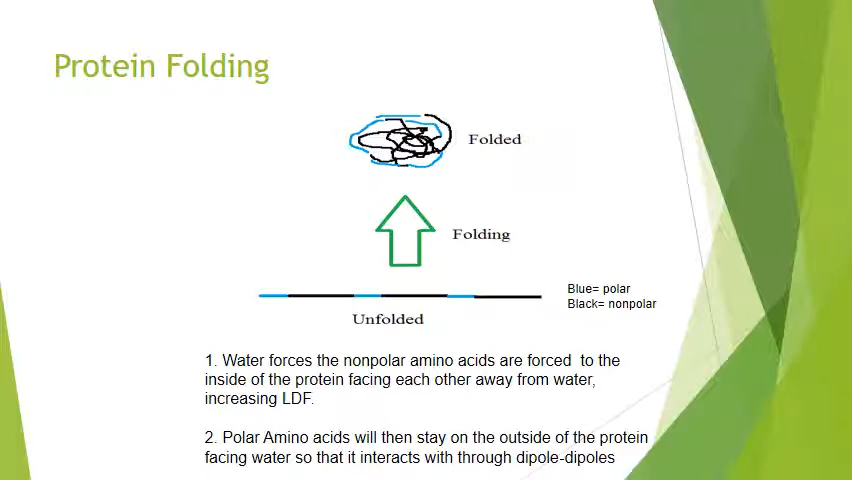 Protein Folding
Folded
Folding
Blue= polar
Black= nonpolar
Unfolded
1. Water forces the nonpolar amino acids are forced  to the
inside of the protein facing each other away from water,
increasing LDF.
2. Polar Amino acids will then stay on the outside of the protein
facing water so that it interacts with through dipole-dipoles